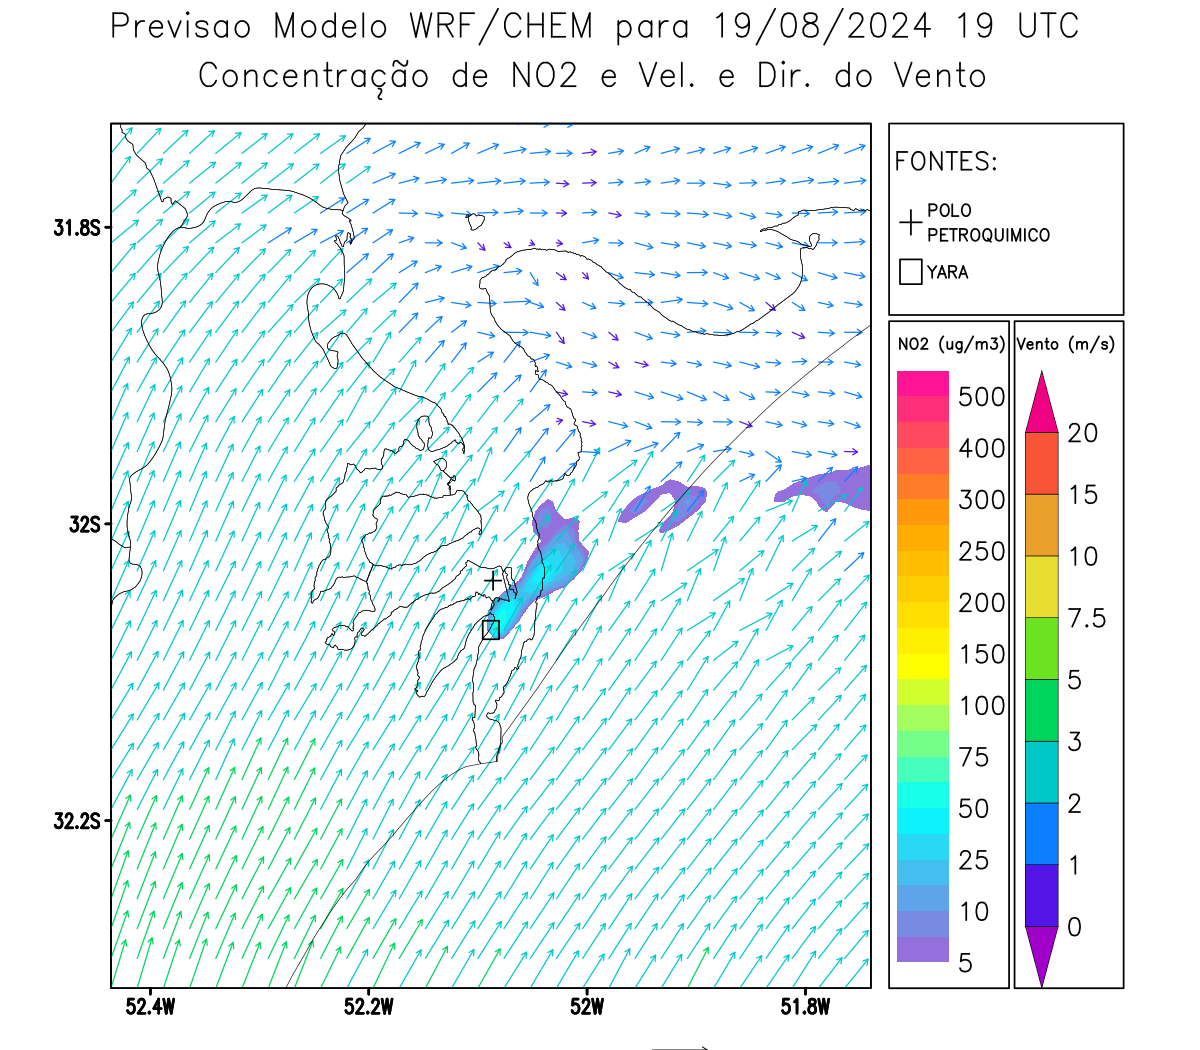 Previsao Modelo WRF/CHEM para 19/08/2024 19 UTC
Concentração de NO2 e Vel. e Dir. do Vento
FONTES:
POLO
PETROQUIMICO
YARA
NO2 (ug/m3)
500
400
300
250
200
150
100
75
50
25
10
5
Vento (m/s)
20
15
10
7.5
5
3
2
1
0
31.8S
32S
32.2S
52.4W
52.2W
52W
51.8W